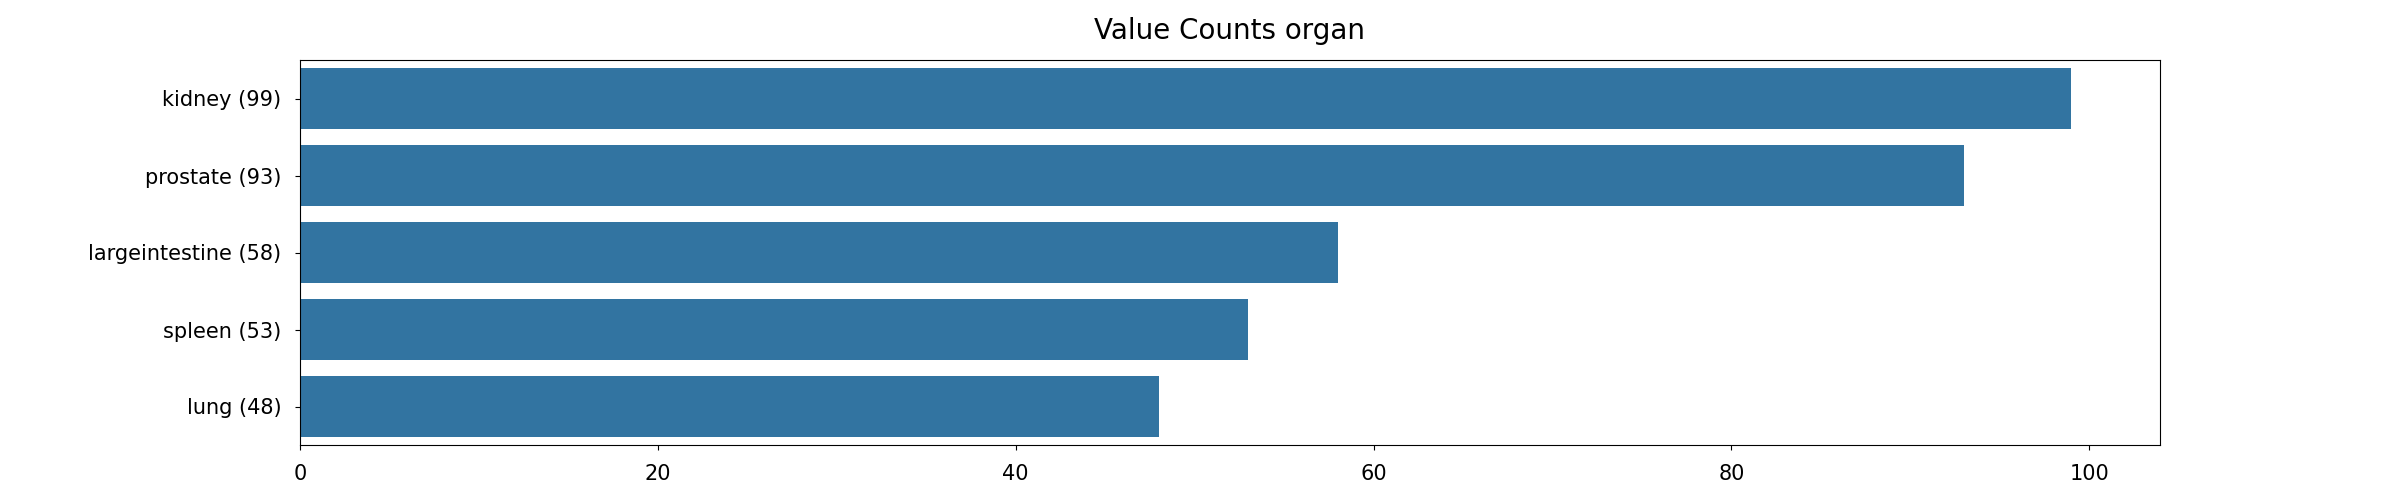 Value Counts organ
kidney (99)
prostate (93)
largeintestine (58)
spleen (53)
lung (48)
0 20 40 60 80 100